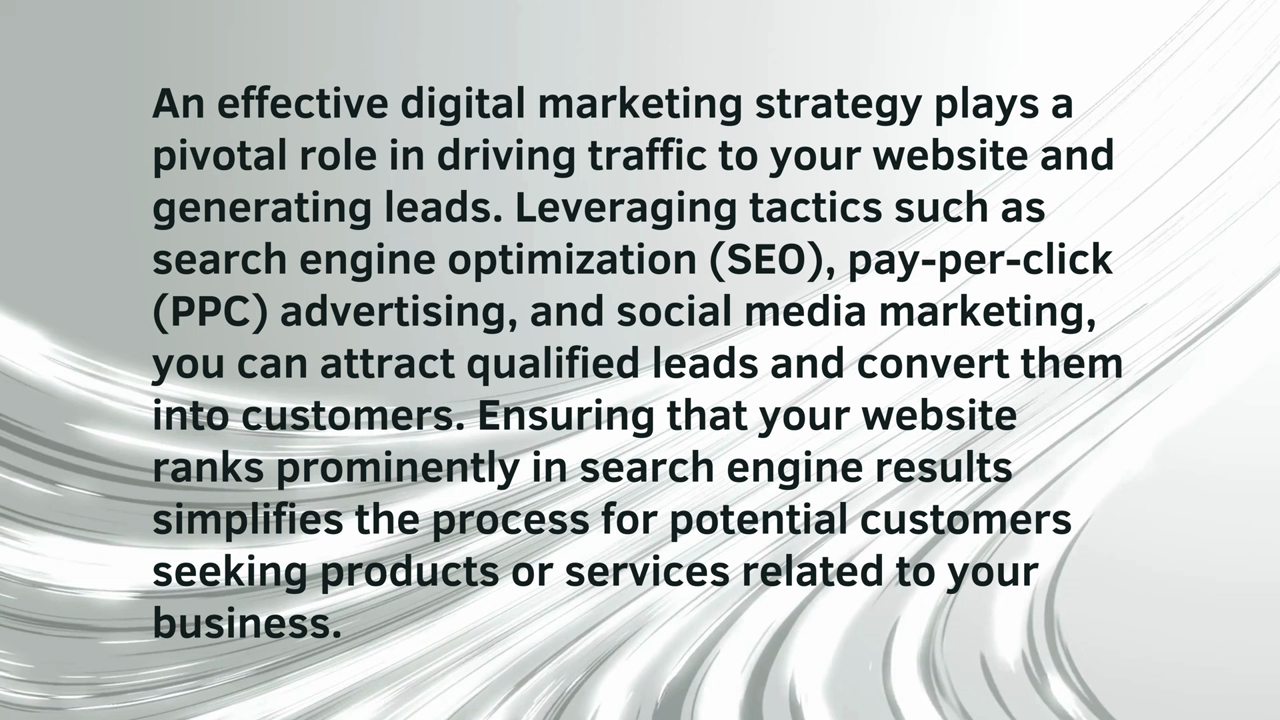 An effective digital marketing strategy plays a
pivotal role in driving traffic to your website and
generating leads. Leveraging tactics such as
search engine optimization (SEO), pay-per-click
(PPC) advertising, and social media marketing,
you can attract qualified leads and convert them
into customers. Ensuring that your website
ranks prominently in search engine results
simplifies the process for potential customers
seeking products or services related to your
business.